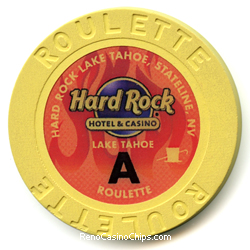 ROULETTE
HARD ROCK LAKE TAHOE, STATELINE, NV
Hard Rock
HOTEL & CASINO
LAKE TAHOE
A
ROULETTE
ROULETTE
RenoCasinoChips.com